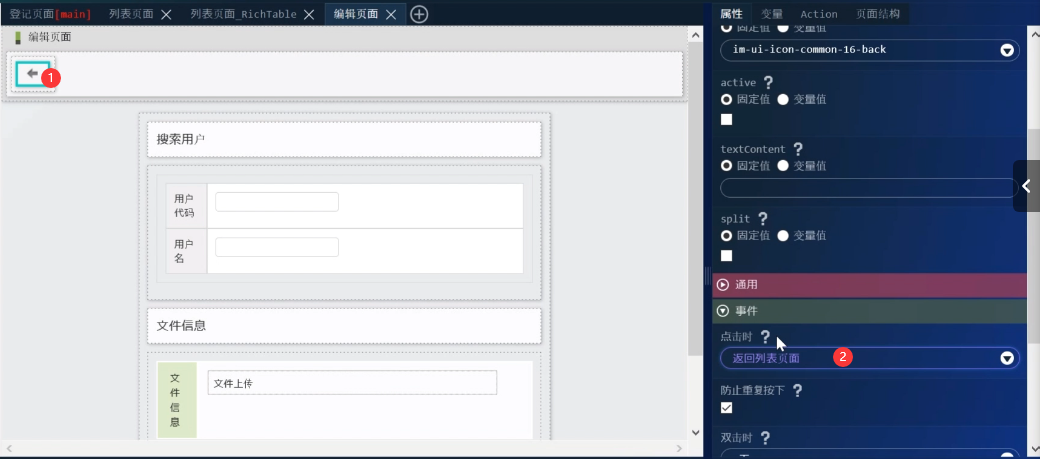 登记页面[main] 列表页面 列表页面_RichTable 编辑页面
编辑页面
1
搜索用户
用户
代码
用户
名
文件信息
文
件
信
息
文件上传
属性 变量 Action 页面结构
固定值 变量值
im-ui-icon-common-16-back
active ?
固定值 变量值
textContent ?
固定值 变量值
split ?
固定值 变量值
通用
事件
点击时 ?
返回列表页面 2
防止重复按下 ?
双击时 ?